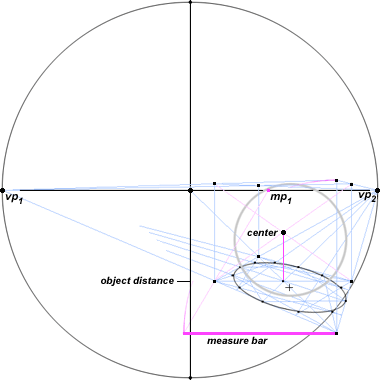 vp1
mp1
vp2
center
object distance
measure bar